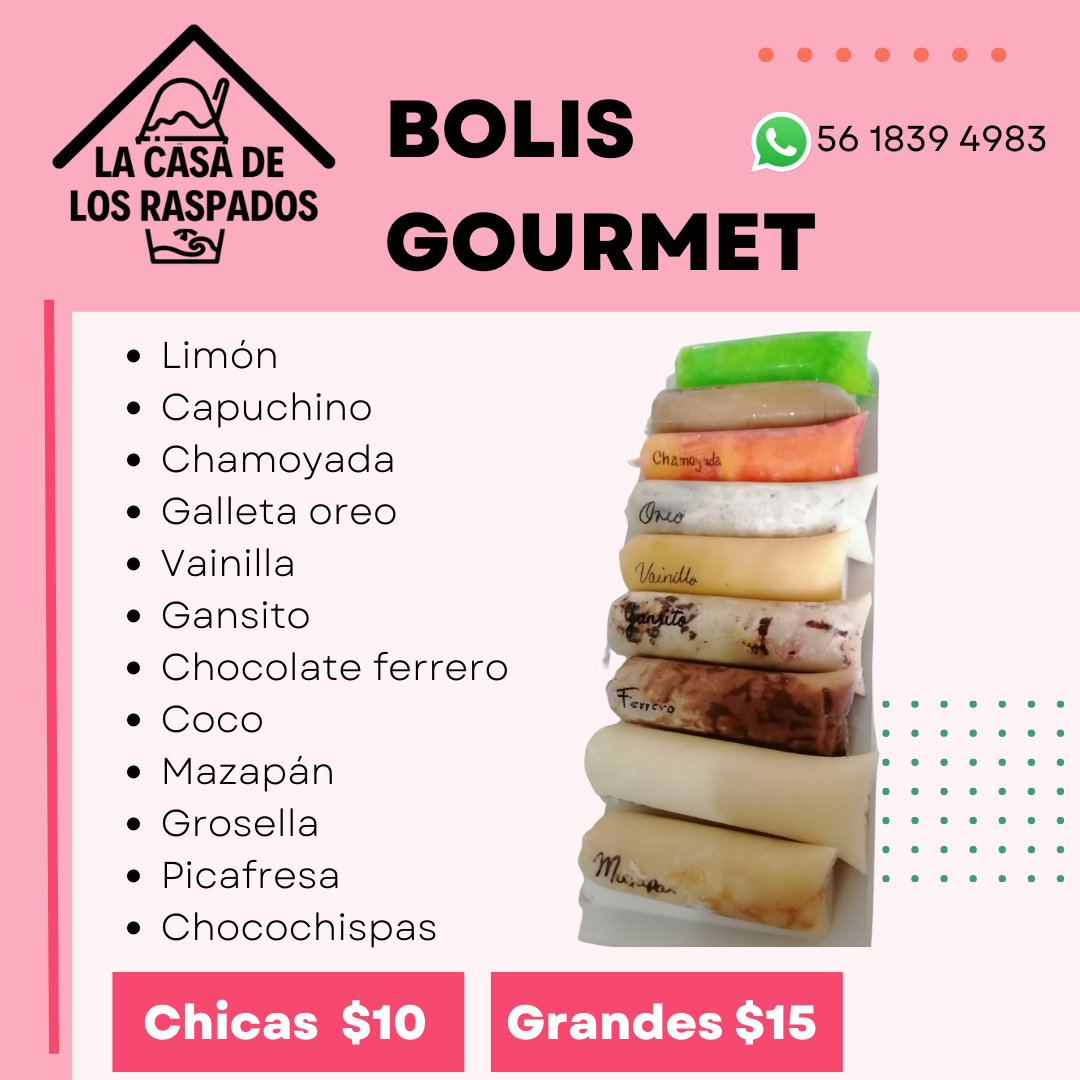 LA CASA DE
LOS RASPADOS
BOLIS
GOURMET
56 1839 4983
Limón
Capuchino
Chamoyada
Galleta oreo
Vainilla
Gansito
Chocolate ferrero
Coco
Mazapán
Grosella
Picafresa
Chocochispas
Chamoyada
Oreo
Vainilla
Gansito
Ferrero
Mazapan
Chicas $10
Grandes $15